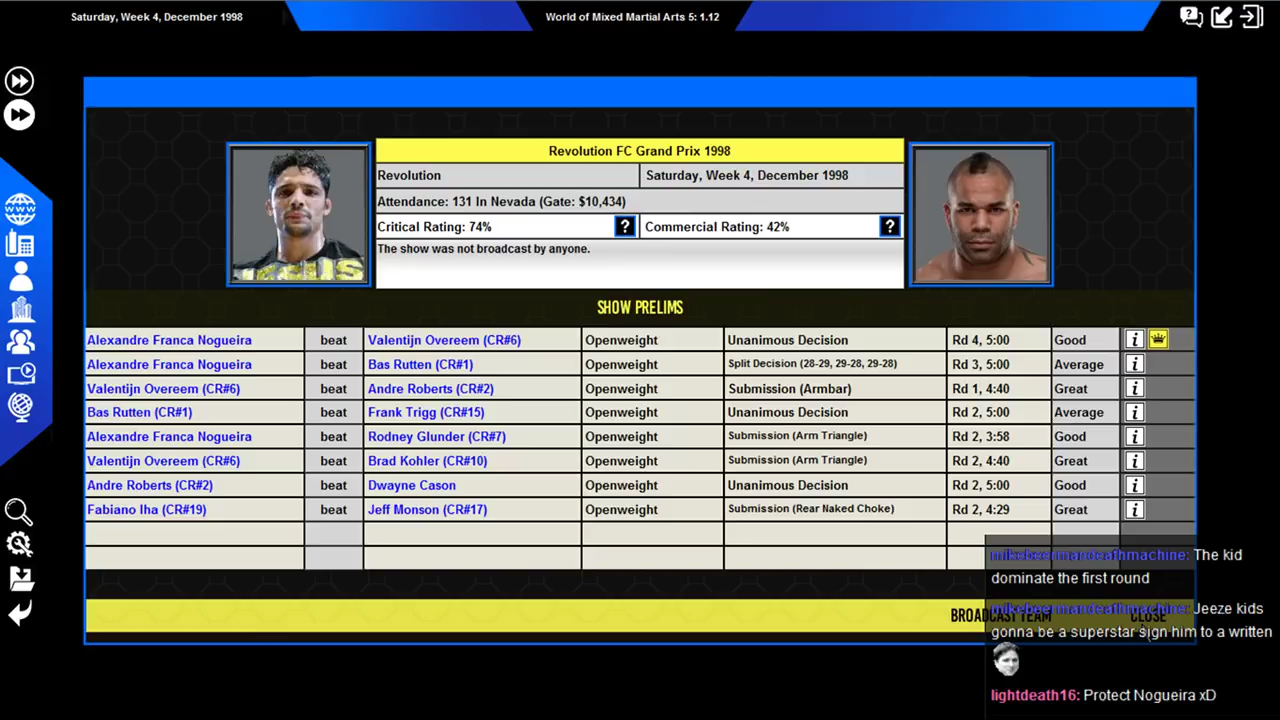 Saturday, Week 4, December 1998
World of Mixed Martial Arts 5: 1.12
Revolution FC Grand Prix 1998
Revolution
Saturday, Week 4, December 1998
Attendance: 131 In Nevada (Gate: $10,434)
Critical Rating: 74% ?
Commercial Rating: 42% ?
The show was not broadcast by anyone.
SHOW PRELIMS
Alexandre Franca Nogueira beat Valentijn Overeem (CR#6) Openweight Unanimous Decision Rd 4, 5:00 Good i
Alexandre Franca Nogueira beat Bas Rutten (CR#1) Openweight Split Decision (28-29, 29-28, 29-28) Rd 3, 5:00 Average i
Valentijn Overeem (CR#6) beat Andre Roberts (CR#2) Openweight Submission (Armbar) Rd 1, 4:40 Great i
Bas Rutten (CR#1) beat Frank Trigg (CR#15) Openweight Unanimous Decision Rd 2, 5:00 Average i
Alexandre Franca Nogueira beat Rodney Glunder (CR#7) Openweight Submission (Arm Triangle) Rd 2, 3:58 Good i
Valentijn Overeem (CR#6) beat Brad Kohler (CR#10) Openweight Submission (Arm Triangle) Rd 2, 4:40 Great i
Andre Roberts (CR#2) beat Dwayne Cason Openweight Unanimous Decision Rd 2, 5:00 Good i
Fabiano Iha (CR#19) beat Jeff Monson (CR#17) Openweight Submission (Rear Naked Choke) Rd 2, 4:29 Great i
BROADCAST TEAM
CLOSE
mikebeermandeathmachine: The kid
dominate the first round
mikebeermandeathmachine: Jeeze kids
gonna be a superstar sign him to a written
lightdeath16: Protect Nogueira xD
WWW